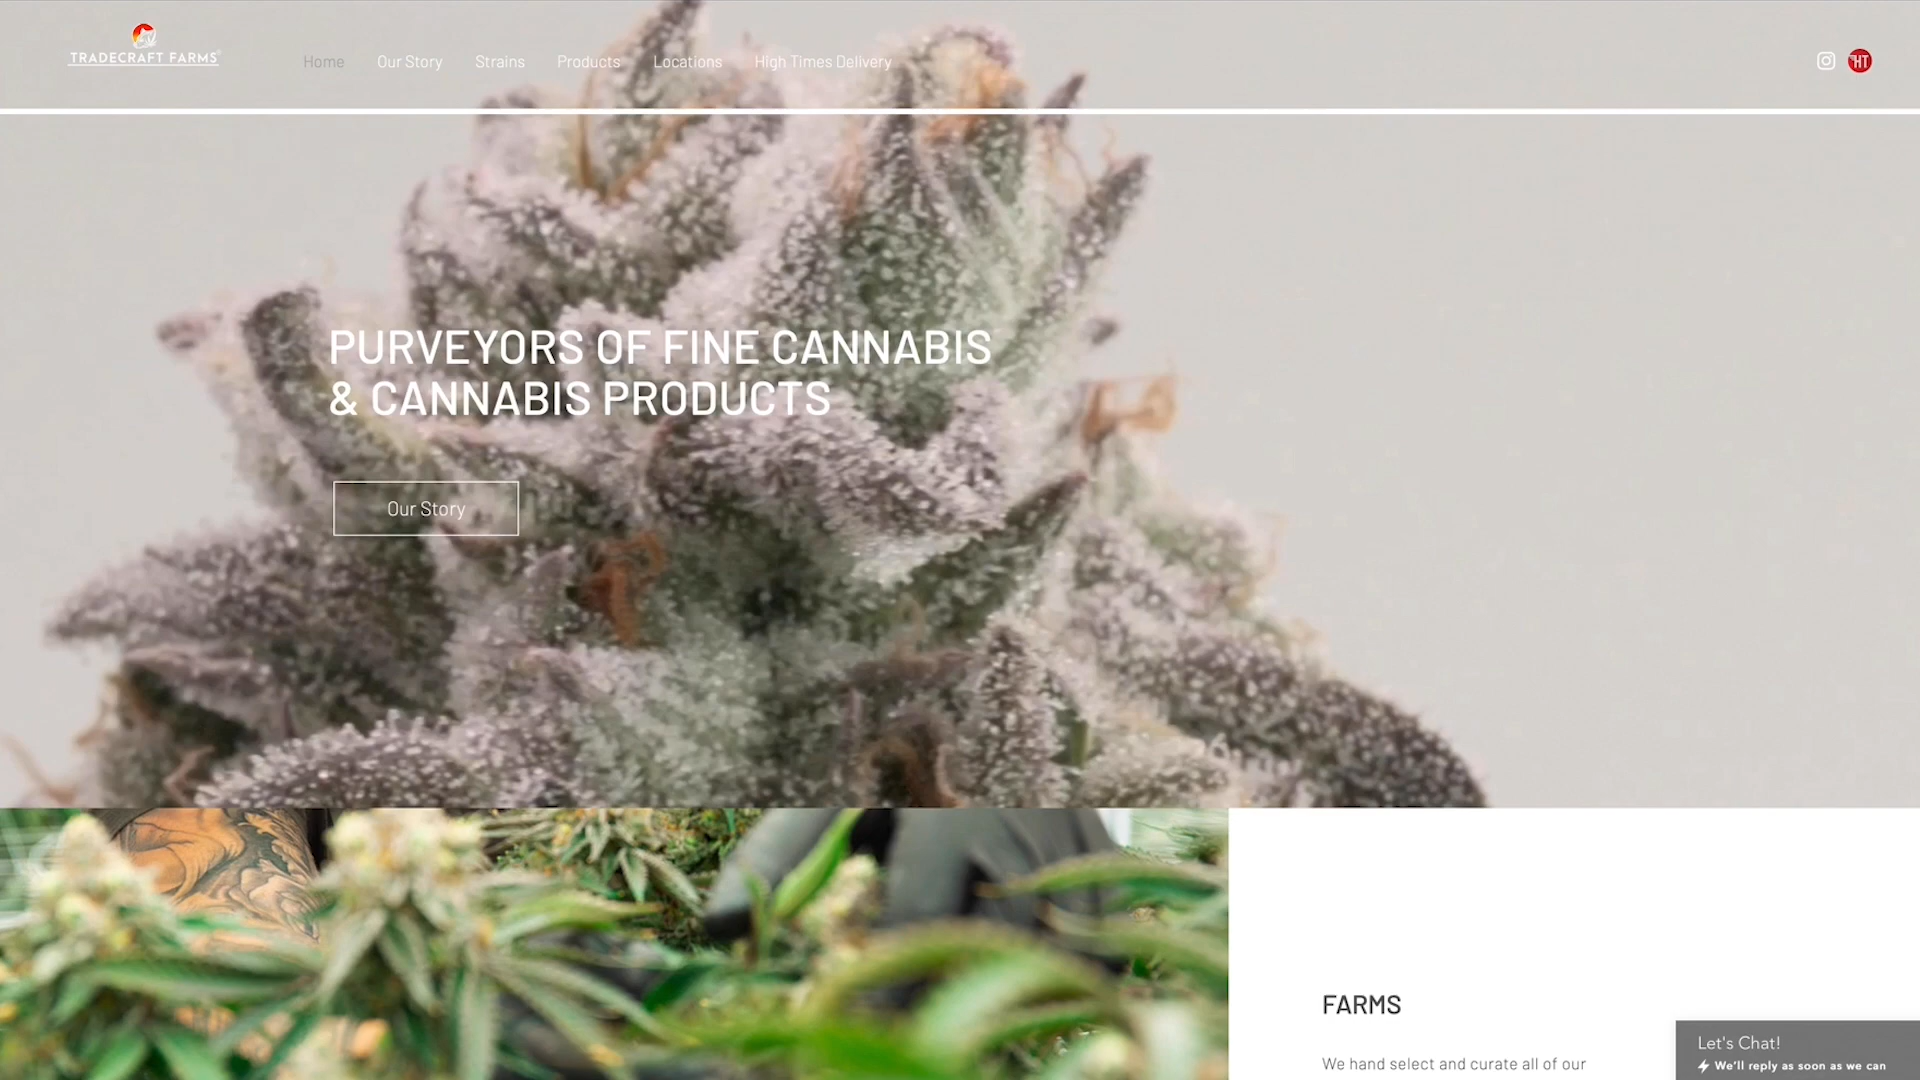 TRADECRAFT FARMS
Home Our Story Strains Products Locations High Times Delivery
HT
PURVEYORS OF FINE CANNABIS
& CANNABIS PRODUCTS
Our Story
FARMS
We hand select and curate all of our
Let's Chat!
We'll reply as soon as we can